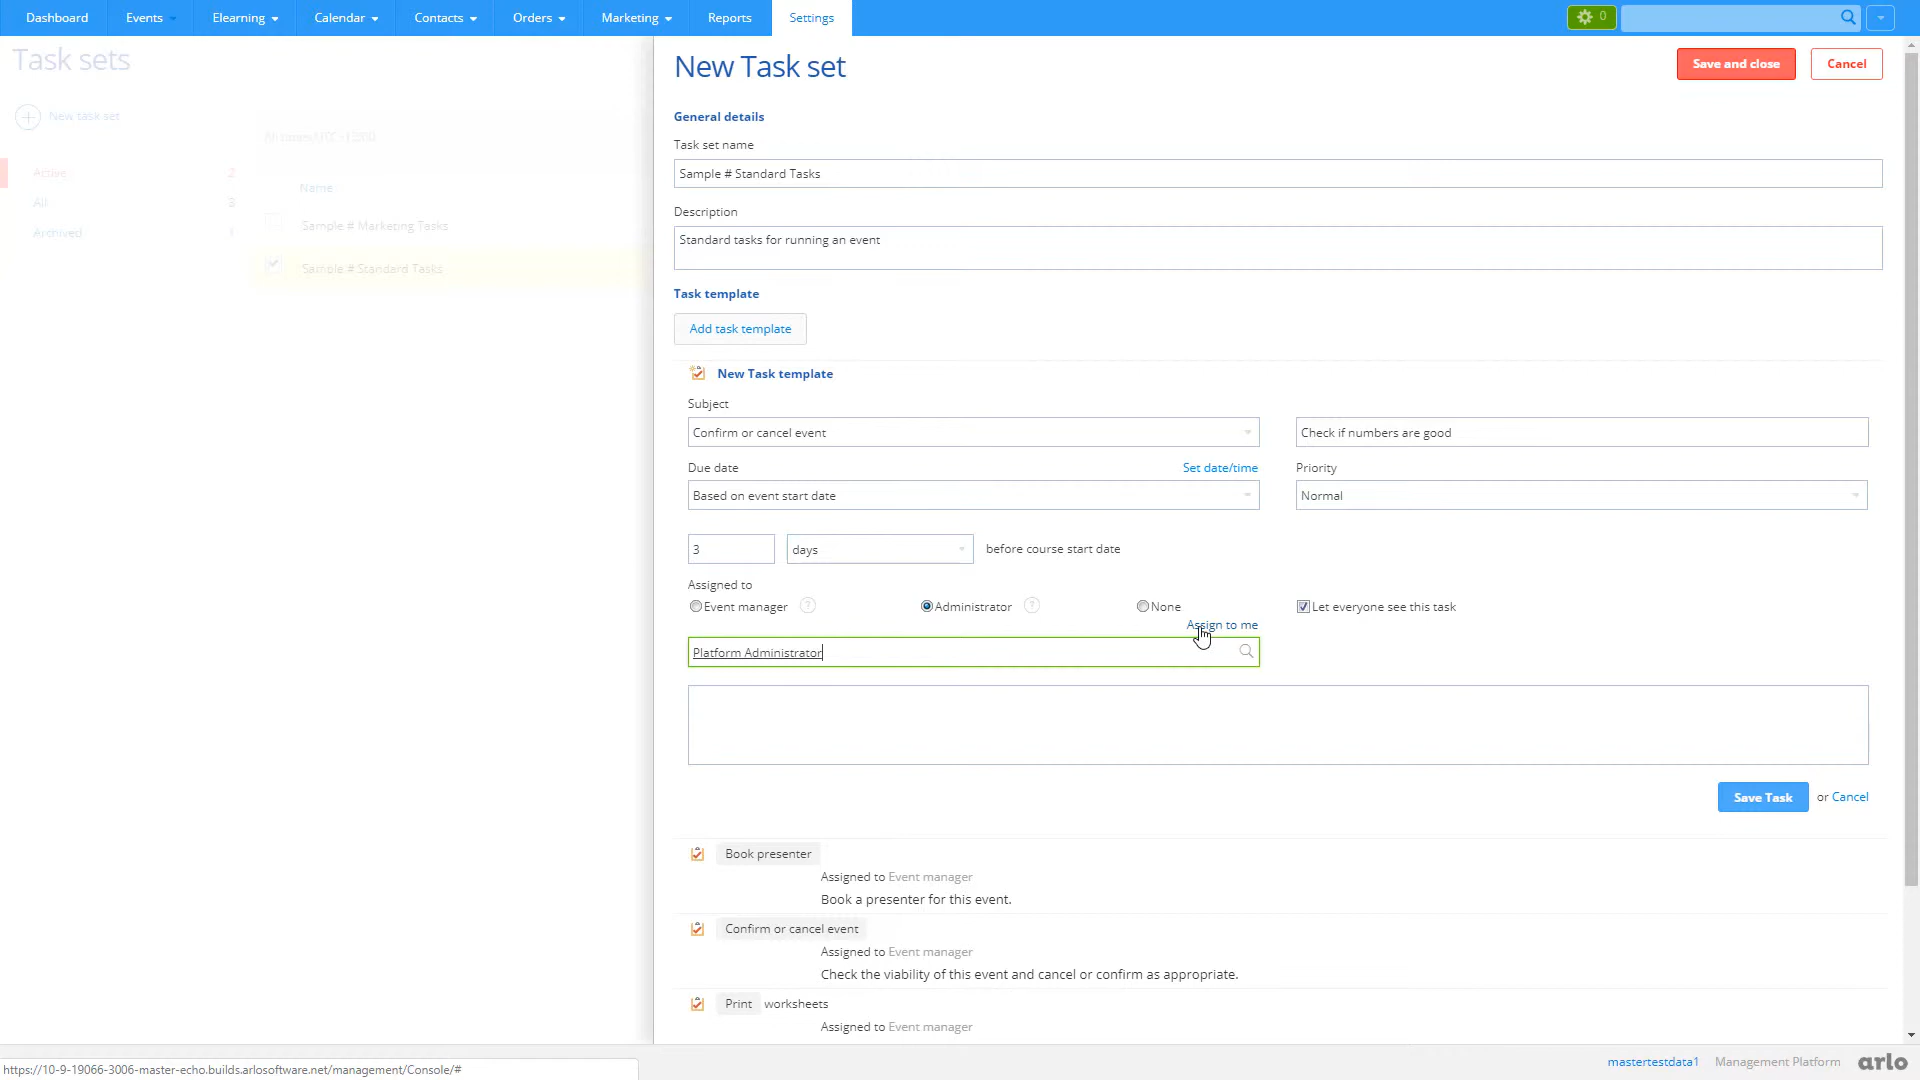 Dashboard Events Elearning Calendar Contacts Orders Marketing Reports Settings 0
Task sets
New task set
Active 2
All 3
Archived 1
Name
Sample # Marketing Tasks
Sample # Standard Tasks
New Task set
Save and close Cancel
General details
Task set name
Sample # Standard Tasks
Description
Standard tasks for running an event
Task template
Add task template
New Task template
Subject
Confirm or cancel event Check if numbers are good
Due date Set date/time Priority
Based on event start date Normal
3 days before course start date
Assigned to
Event manager ? Administrator ? None Let everyone see this task
Assign to me
Platform Administrator
Save Task or Cancel
Book presenter
Assigned to Event manager
Book a presenter for this event.
Confirm or cancel event
Assigned to Event manager
Check the viability of this event and cancel or confirm as appropriate.
Print worksheets
Assigned to Event manager
https://10-9-19066-3006-master-echo.builds.arlosoftware.net/management/Console/#
mastertestdata1 Management Platform arlo